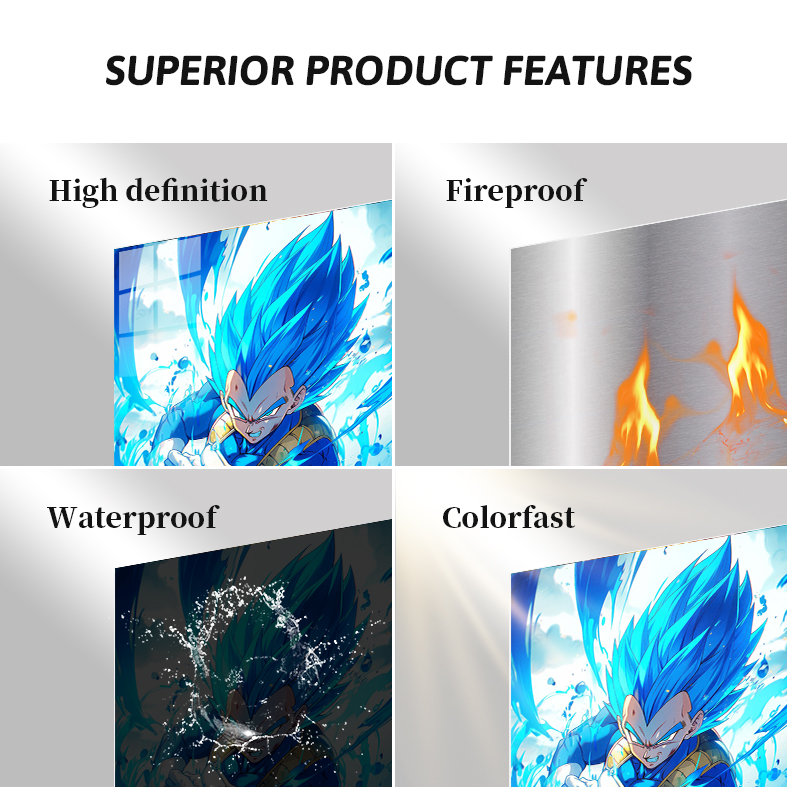 SUPERIOR PRODUCT FEATURES
High definition
Fireproof
Waterproof
Colorfast